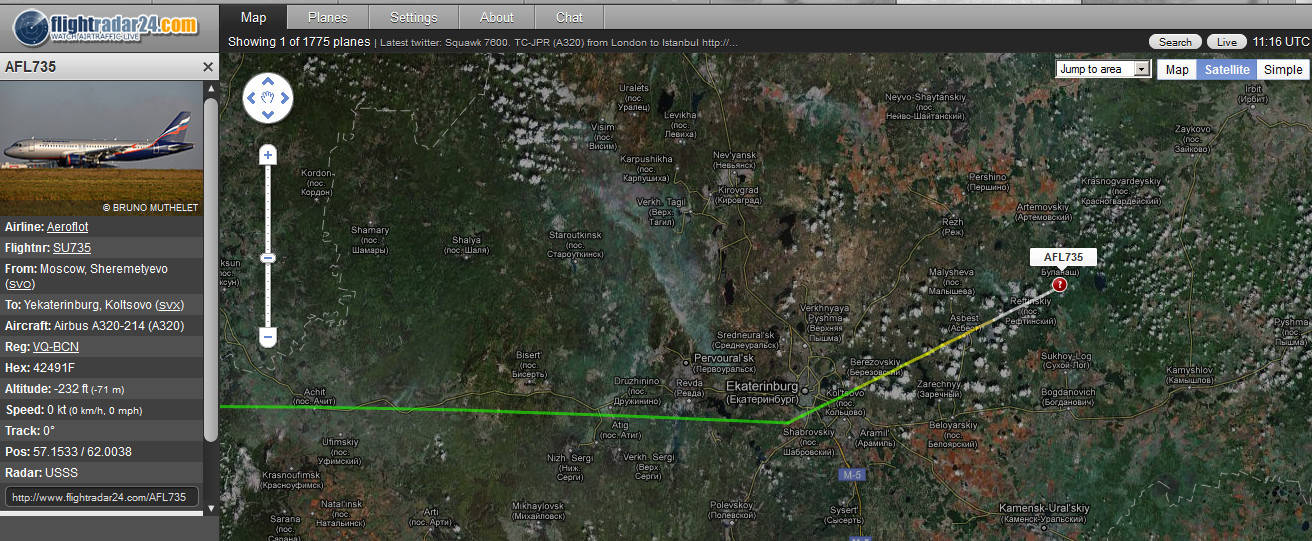 flightradar24.com
WATCH AIRTRAFFIC LIVE
Map
Planes
Settings
About
Chat
Showing 1 of 1775 planes | Latest twitter: Squawk 7600. TC-JPR (A320) from London to Istanbul http://...
Search
Live
11:16 UTC
AFL735
© BRUNO MUTHELET
Airline: Aeroflot
Flightnr: SU735
From: Moscow, Sheremetyevo
(SVO)
To: Yekaterinburg, Koltsovo (SVX)
Aircraft: Airbus A320-214 (A320)
Reg: VQ-BCN
Hex: 42491F
Altitude: -232 ft (-71 m)
Speed: 0 kt (0 km/h, 0 mph)
Track: 0°
Pos: 57.1533 / 62.0038
Radar: USSS
http://www.flightradar24.com/AFL735
Jump to area
Map
Satellite
Simple
Uralets
(пос.
Уралец)
Levikha
(пос.
Левиха)
Neyvo-Shaytanskiy
(пос.
Нейво-Шайтанский)
Irbit
(Ирбит)
Visim
(пос.
Висим)
Zaykovo
(пос.
Зайково)
Karpushikha
(пос.
Карпушиха)
Nev'yansk
(Невьянск)
Kordon
(пос.
Кордон)
Kirovgrad
(Кировград)
Pershino
(Першино)
Krasnogvardeyskiy
(пос.
Красногвардейский)
Verkh. Tagil
(Верх.
Тагил)
Artemovskiy
(Артемовский)
Rezh
(Реж)
Shamary
(пос.
Шамары)
Shalya
(пос. Шаля)
Staroutkinsk
(пос.
Староуткинск)
AFL735
Буланаш)
Malysheva
(пос.
Малышева)
Reftinskiy
(пос.
Рефтинский)
Verkhnyaya
Pyshma
(Верхняя
Пышма)
Asbest
(Асбест)
Pyshma
(пос.
Пышма)
Sredneural'sk
(Среднеуральск)
Pervoural'sk
(Первоуральск)
Bisert'
(пос.
Бисерть)
Berezovskiy
(Березовский)
Sukhoy-Log
(Сухой-Лог)
Kamyshlov
(Камышлов)
Druzhinino
(пос.
Дружинино)
Revda
(Ревда)
Ekaterinburg
(Екатеринбург)
Zarechnyy
(Заречный)
Kol'tsovo
(пос.
Кольцово)
Bogdanovich
(Богданович)
Achit
(пос. Ачит)
Atig
(пос. Атиг)
Shabrovskiy
(пос.
Шабровский)
Aramil'
(Арамиль)
Beloyarskiy
(пос.
Белоярский)
Ufimskiy
(пос.
Уфимский)
Nizh. Sergi
(Ниж.
Серги)
Verkh. Sergi
(Верх.
Серги)
M-5
Krasnoufimsk
(Красноуфимск)
Natal'insk
(пос.
Натальинск)
Arti
(пос.
Арти)
Mikhaylovsk
(Михайловск)
Polevskoy
(Полевской)
Sysert'
(Сысерть)
Kamensk-Ural'skiy
(Каменск-Уральский)
Sarana
(пос.